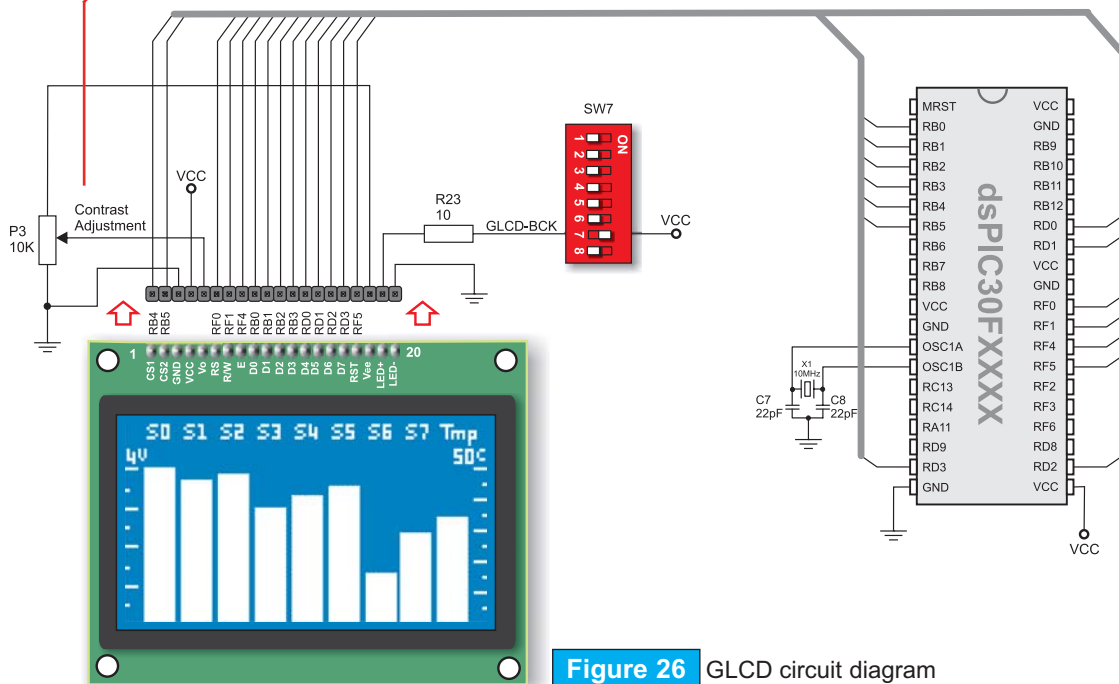 SW7
ON
1
2
3
4
5
6
7
8
VCC
R23
10
GLCD-BCK
VCC
Contrast
Adjustment
P3
10K
RB4
RB5
RF0
RF1
RF4
RB0
RB1
RB2
RB3
RD0
RD1
RD2
RD3
RF5
1
20
CS1
CS2
GND
VCC
Vo
RS
R/W
E
D0
D1
D2
D3
D4
D5
D6
D7
RST
Vee
LED+
LED-
S0 S1 S2 S3 S4 S5 S6 S7 Tmp
4V
50C
dsPIC30FXXXX
MRST
RB0
RB1
RB2
RB3
RB4
RB5
RB6
RB7
RB8
VCC
GND
OSC1A
OSC1B
RC13
RC14
RA11
RD9
RD3
GND
VCC
GND
RB9
RB10
RB11
RB12
RD0
RD1
VCC
GND
RF0
RF1
RF4
RF5
RF2
RF3
RF6
RD8
RD2
VCC
X1
10MHz
C7
22pF
C8
22pF
VCC
Figure 26 GLCD circuit diagram